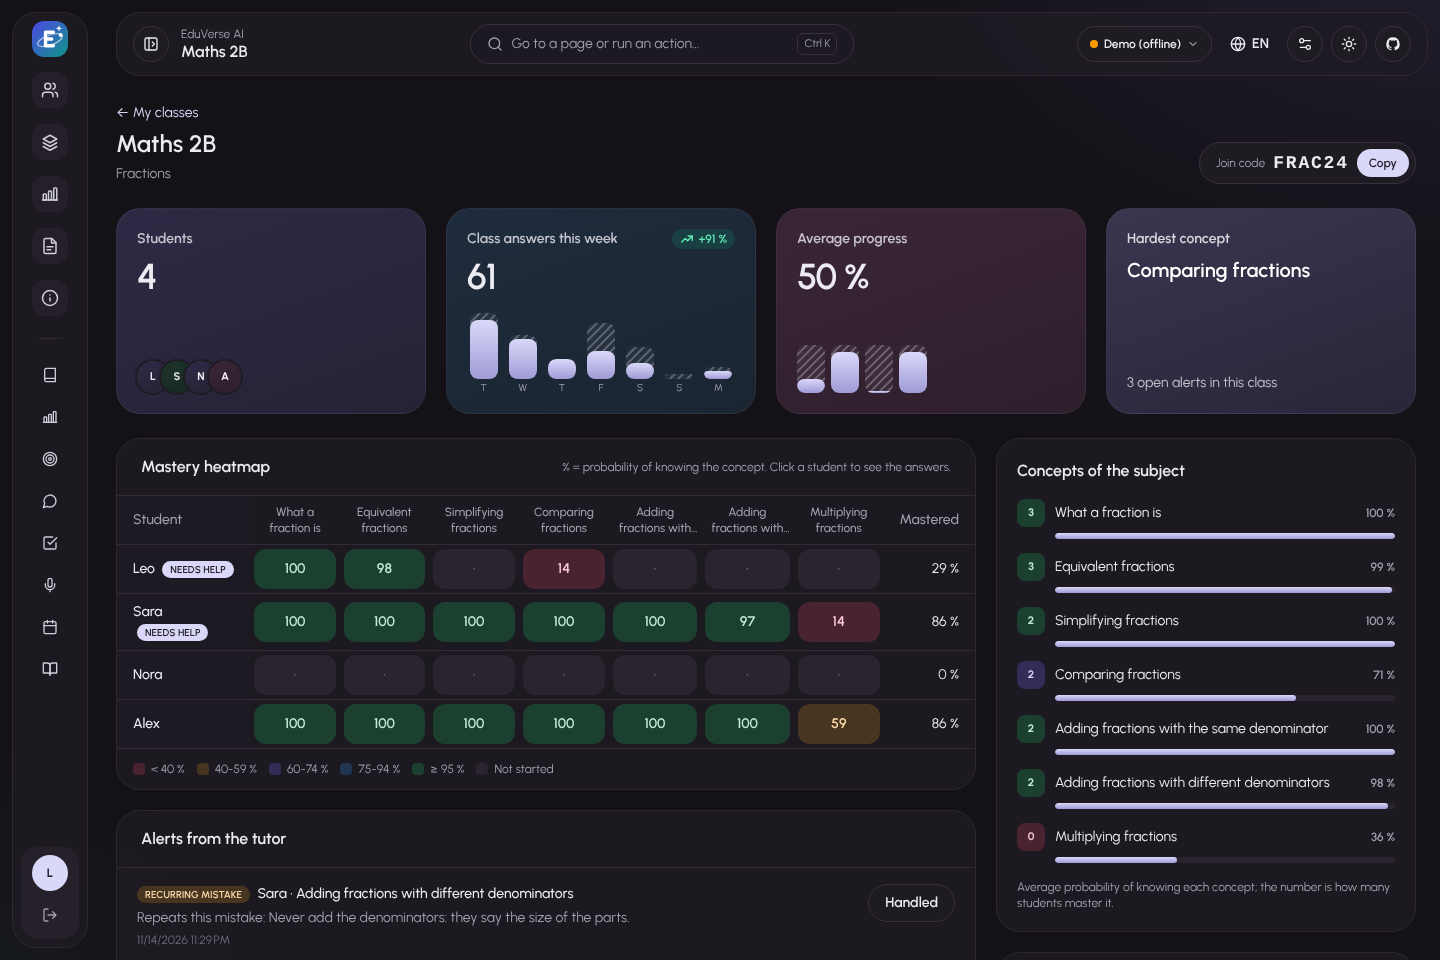 EduVerse AI
Maths 2B
Go to a page or run an action...
Ctrl K
Demo (offline)
EN
← My classes
Maths 2B
Fractions
Join code FRAC24 Copy
Students
4
L S N A
Class answers this week
+91 %
61
T W T F S S M
Average progress
50 %
Hardest concept
Comparing fractions
3 open alerts in this class
Mastery heatmap
% = probability of knowing the concept. Click a student to see the answers.
Student What a fraction is Equivalent fractions Simplifying fractions Comparing fractions Adding fractions with... Adding fractions with... Multiplying fractions Mastered
Leo NEEDS HELP 100 98 · 14 · · · 29 %
Sara NEEDS HELP 100 100 100 100 100 97 14 86 %
Nora · · · · · · · 0 %
Alex 100 100 100 100 100 100 59 86 %
< 40 % 40-59 % 60-74 % 75-94 % ≥ 95 % Not started
Concepts of the subject
3 What a fraction is 100 %
3 Equivalent fractions 99 %
2 Simplifying fractions 100 %
2 Comparing fractions 71 %
2 Adding fractions with the same denominator 100 %
2 Adding fractions with different denominators 98 %
0 Multiplying fractions 36 %
Average probability of knowing each concept; the number is how many
students master it.
Alerts from the tutor
RECURRING MISTAKE Sara · Adding fractions with different denominators
Repeats this mistake: Never add the denominators: they say the size of the parts.
11/14/2026 11:29 PM
Handled
L